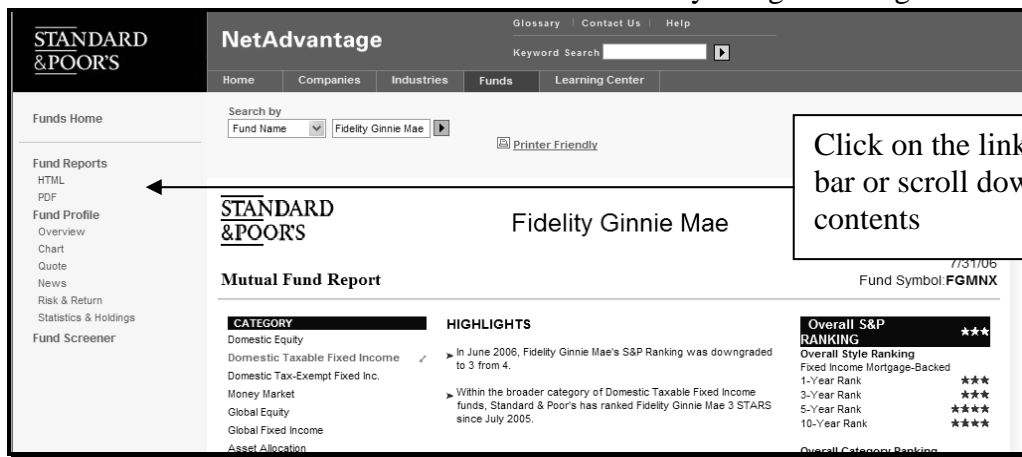 STANDARD
&POOR'S
NetAdvantage
Glossary | Contact Us | Help
Keyword Search
Home Companies Industries Funds Learning Center
Funds Home
Fund Reports
HTML
PDF
Fund Profile
Overview
Chart
Quote
News
Risk & Return
Statistics & Holdings
Fund Screener
Search by
Fund Name Fidelity Ginnie Mae
Printer Friendly
Click on the link
bar or scroll dow
contents
STANDARD
&POOR'S
Fidelity Ginnie Mae
7/31/06
Mutual Fund Report
Fund Symbol:FGMNX
CATEGORY
Domestic Equity
Domestic Taxable Fixed Income
Domestic Tax-Exempt Fixed Inc.
Money Market
Global Equity
Global Fixed Income
Asset Allocation
HIGHLIGHTS
In June 2006, Fidelity Ginnie Mae's S&P Ranking was downgraded
to 3 from 4.
Within the broader category of Domestic Taxable Fixed Income
funds, Standard & Poor's has ranked Fidelity Ginnie Mae 3 STARS
since July 2005.
Overall S&P
RANKING ★★★
Overall Style Ranking
Fixed Income Mortgage-Backed
1-Year Rank ★★★
3-Year Rank ★★★
5-Year Rank ★★★★
10-Year Rank ★★★★
Overall Category Ranking